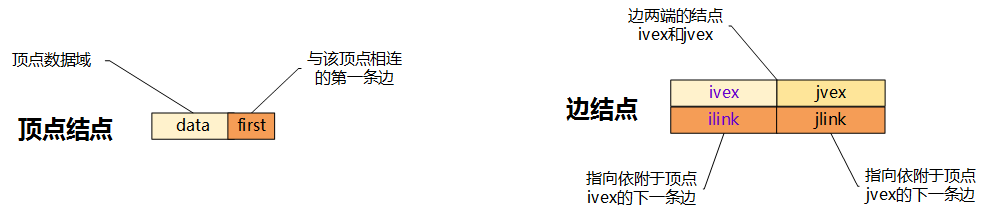 顶点数据域
与该顶点相连
的第一条边
顶点结点
data
first
边两端的结点
ivex和jvex
边结点
ivex
jvex
ilink
jlink
指向依附于顶点
ivex的下一条边
指向依附于顶点
jvex的下一条边